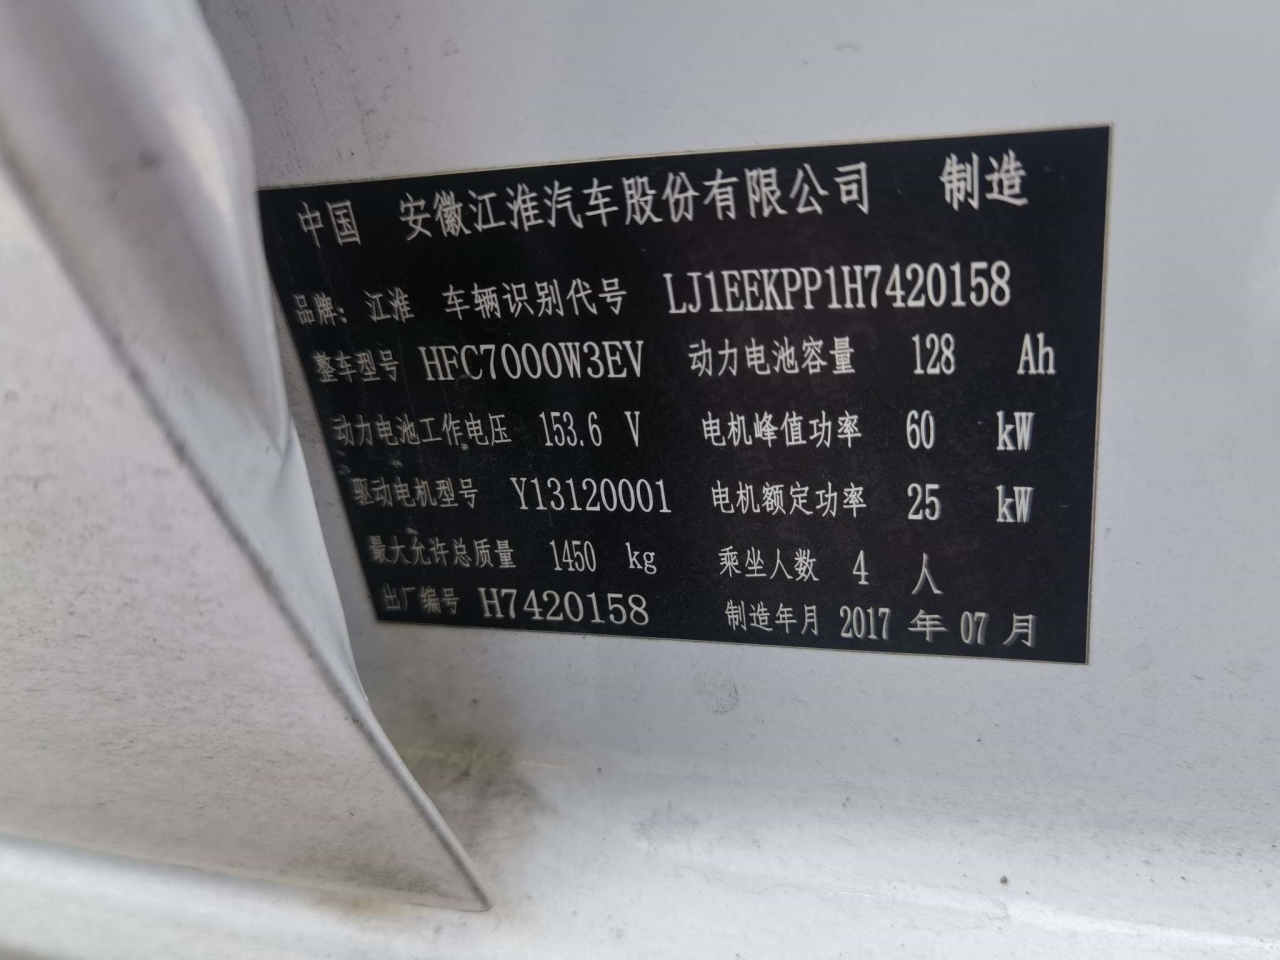 中国 安徽江淮汽车股份有限公司 制造
品牌: 江淮 车辆识别代号 LJ1EEKPP1H7420158
整车型号 HFC7000W3EV 动力电池容量 128 Ah
动力电池工作电压 153.6 V 电机峰值功率 60 kW
驱动电机型号 Y13120001 电机额定功率 25 kW
最大允许总质量 1450 kg 乘坐人数 4 人
出厂编号 H7420158 制造年月 2017 年 07 月